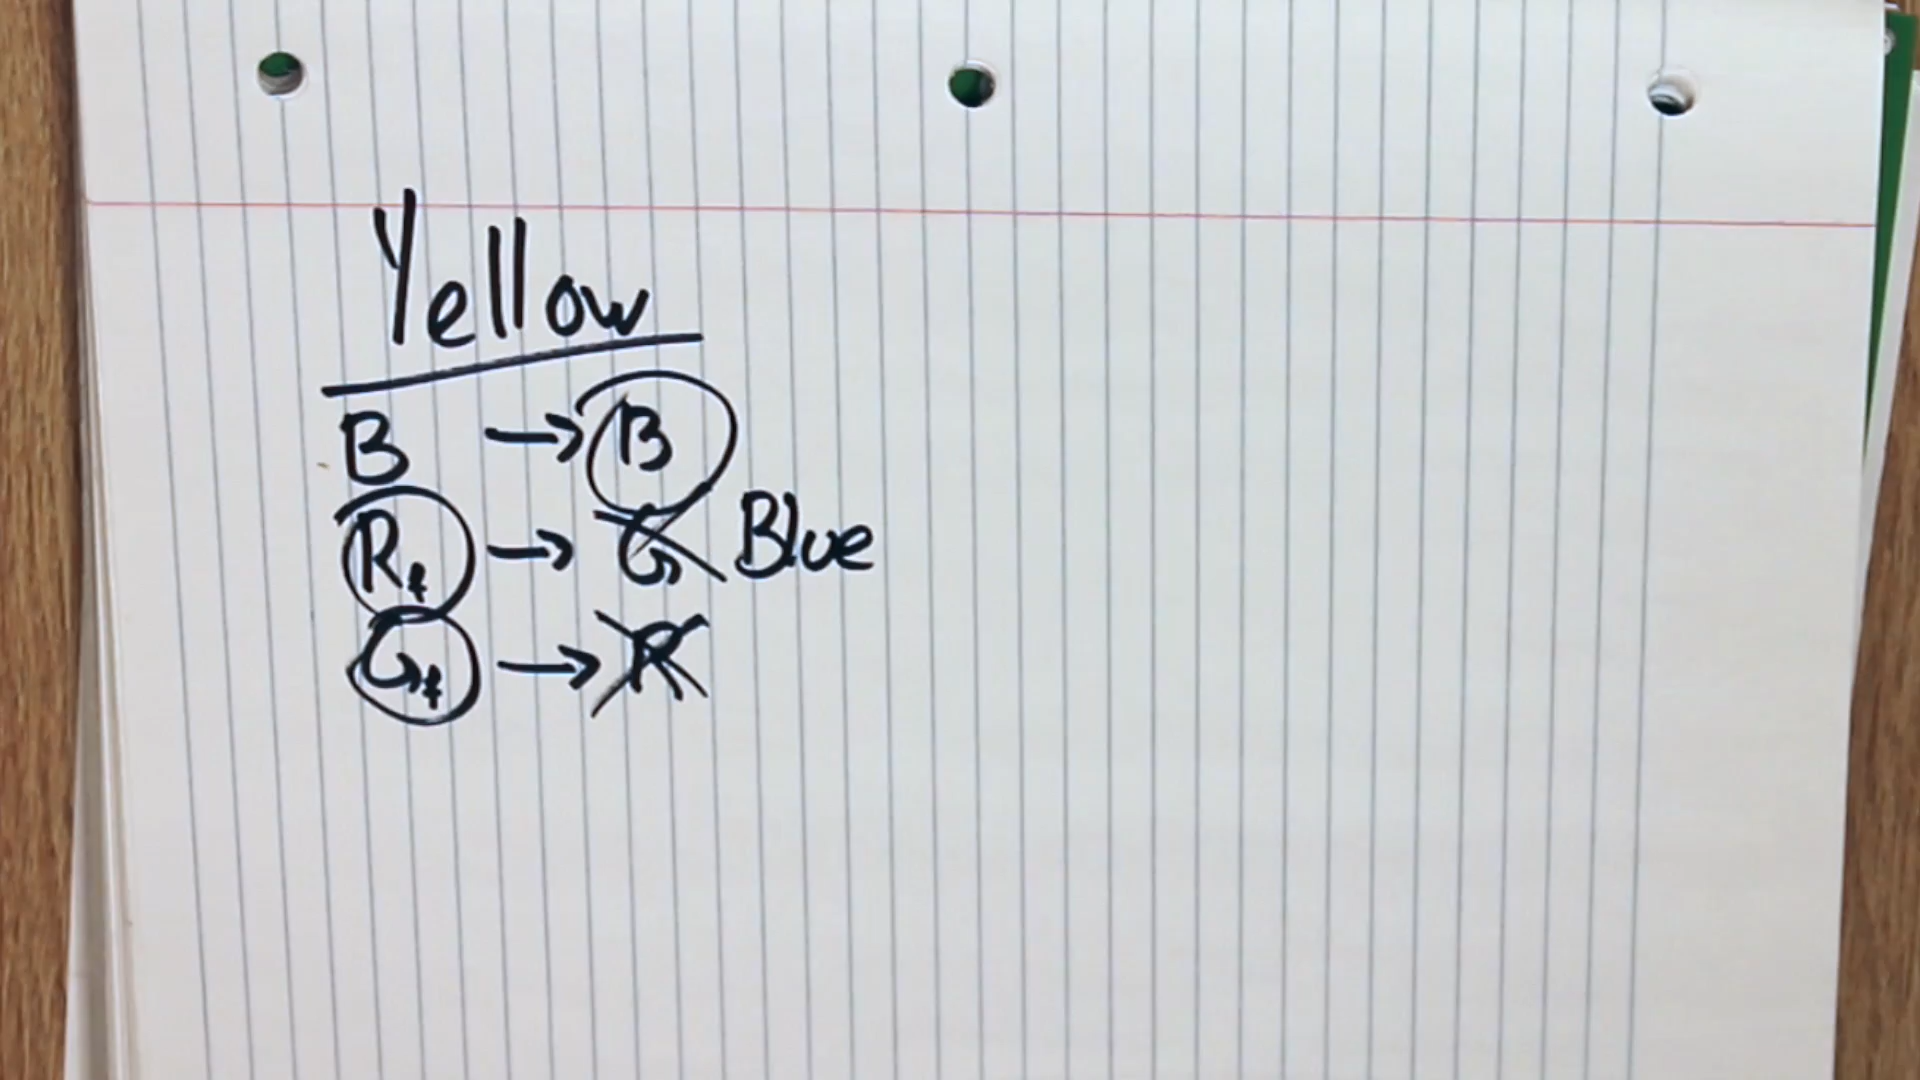 Yellow
B → B
R+ → G Blue
G+ → R